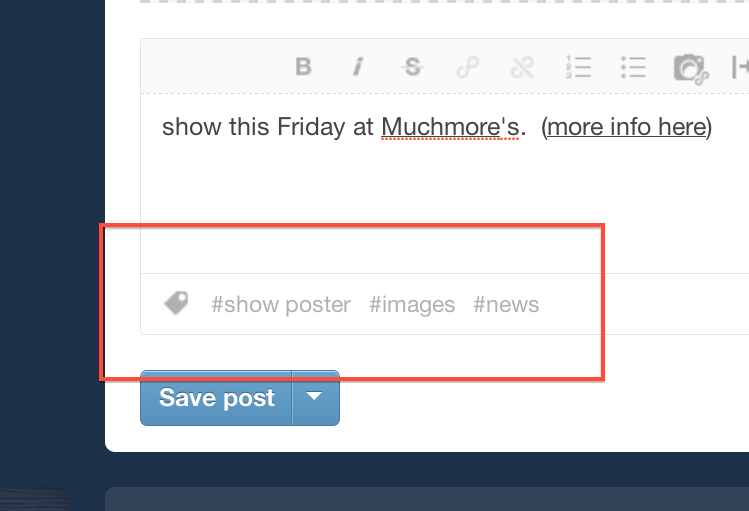 B i S
show this Friday at Muchmore's. (more info here)
#show poster #images #news
Save post